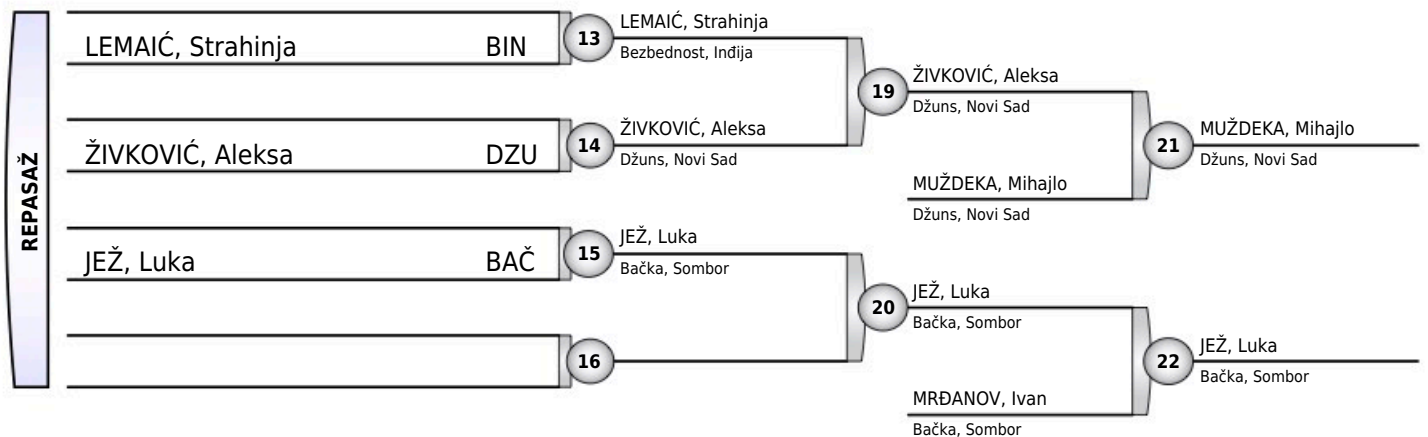 REPASAŽ
LEMAIĆ, Strahinja BIN
13
LEMAIĆ, Strahinja
Bezbednost, Inđija
ŽIVKOVIĆ, Aleksa DZU
14
ŽIVKOVIĆ, Aleksa
Džuns, Novi Sad
19
ŽIVKOVIĆ, Aleksa
Džuns, Novi Sad
MUŽDEKA, Mihajlo
Džuns, Novi Sad
21
MUŽDEKA, Mihajlo
Džuns, Novi Sad
JEŽ, Luka BAČ
15
JEŽ, Luka
Bačka, Sombor
16
20
JEŽ, Luka
Bačka, Sombor
MRĐANOV, Ivan
Bačka, Sombor
22
JEŽ, Luka
Bačka, Sombor